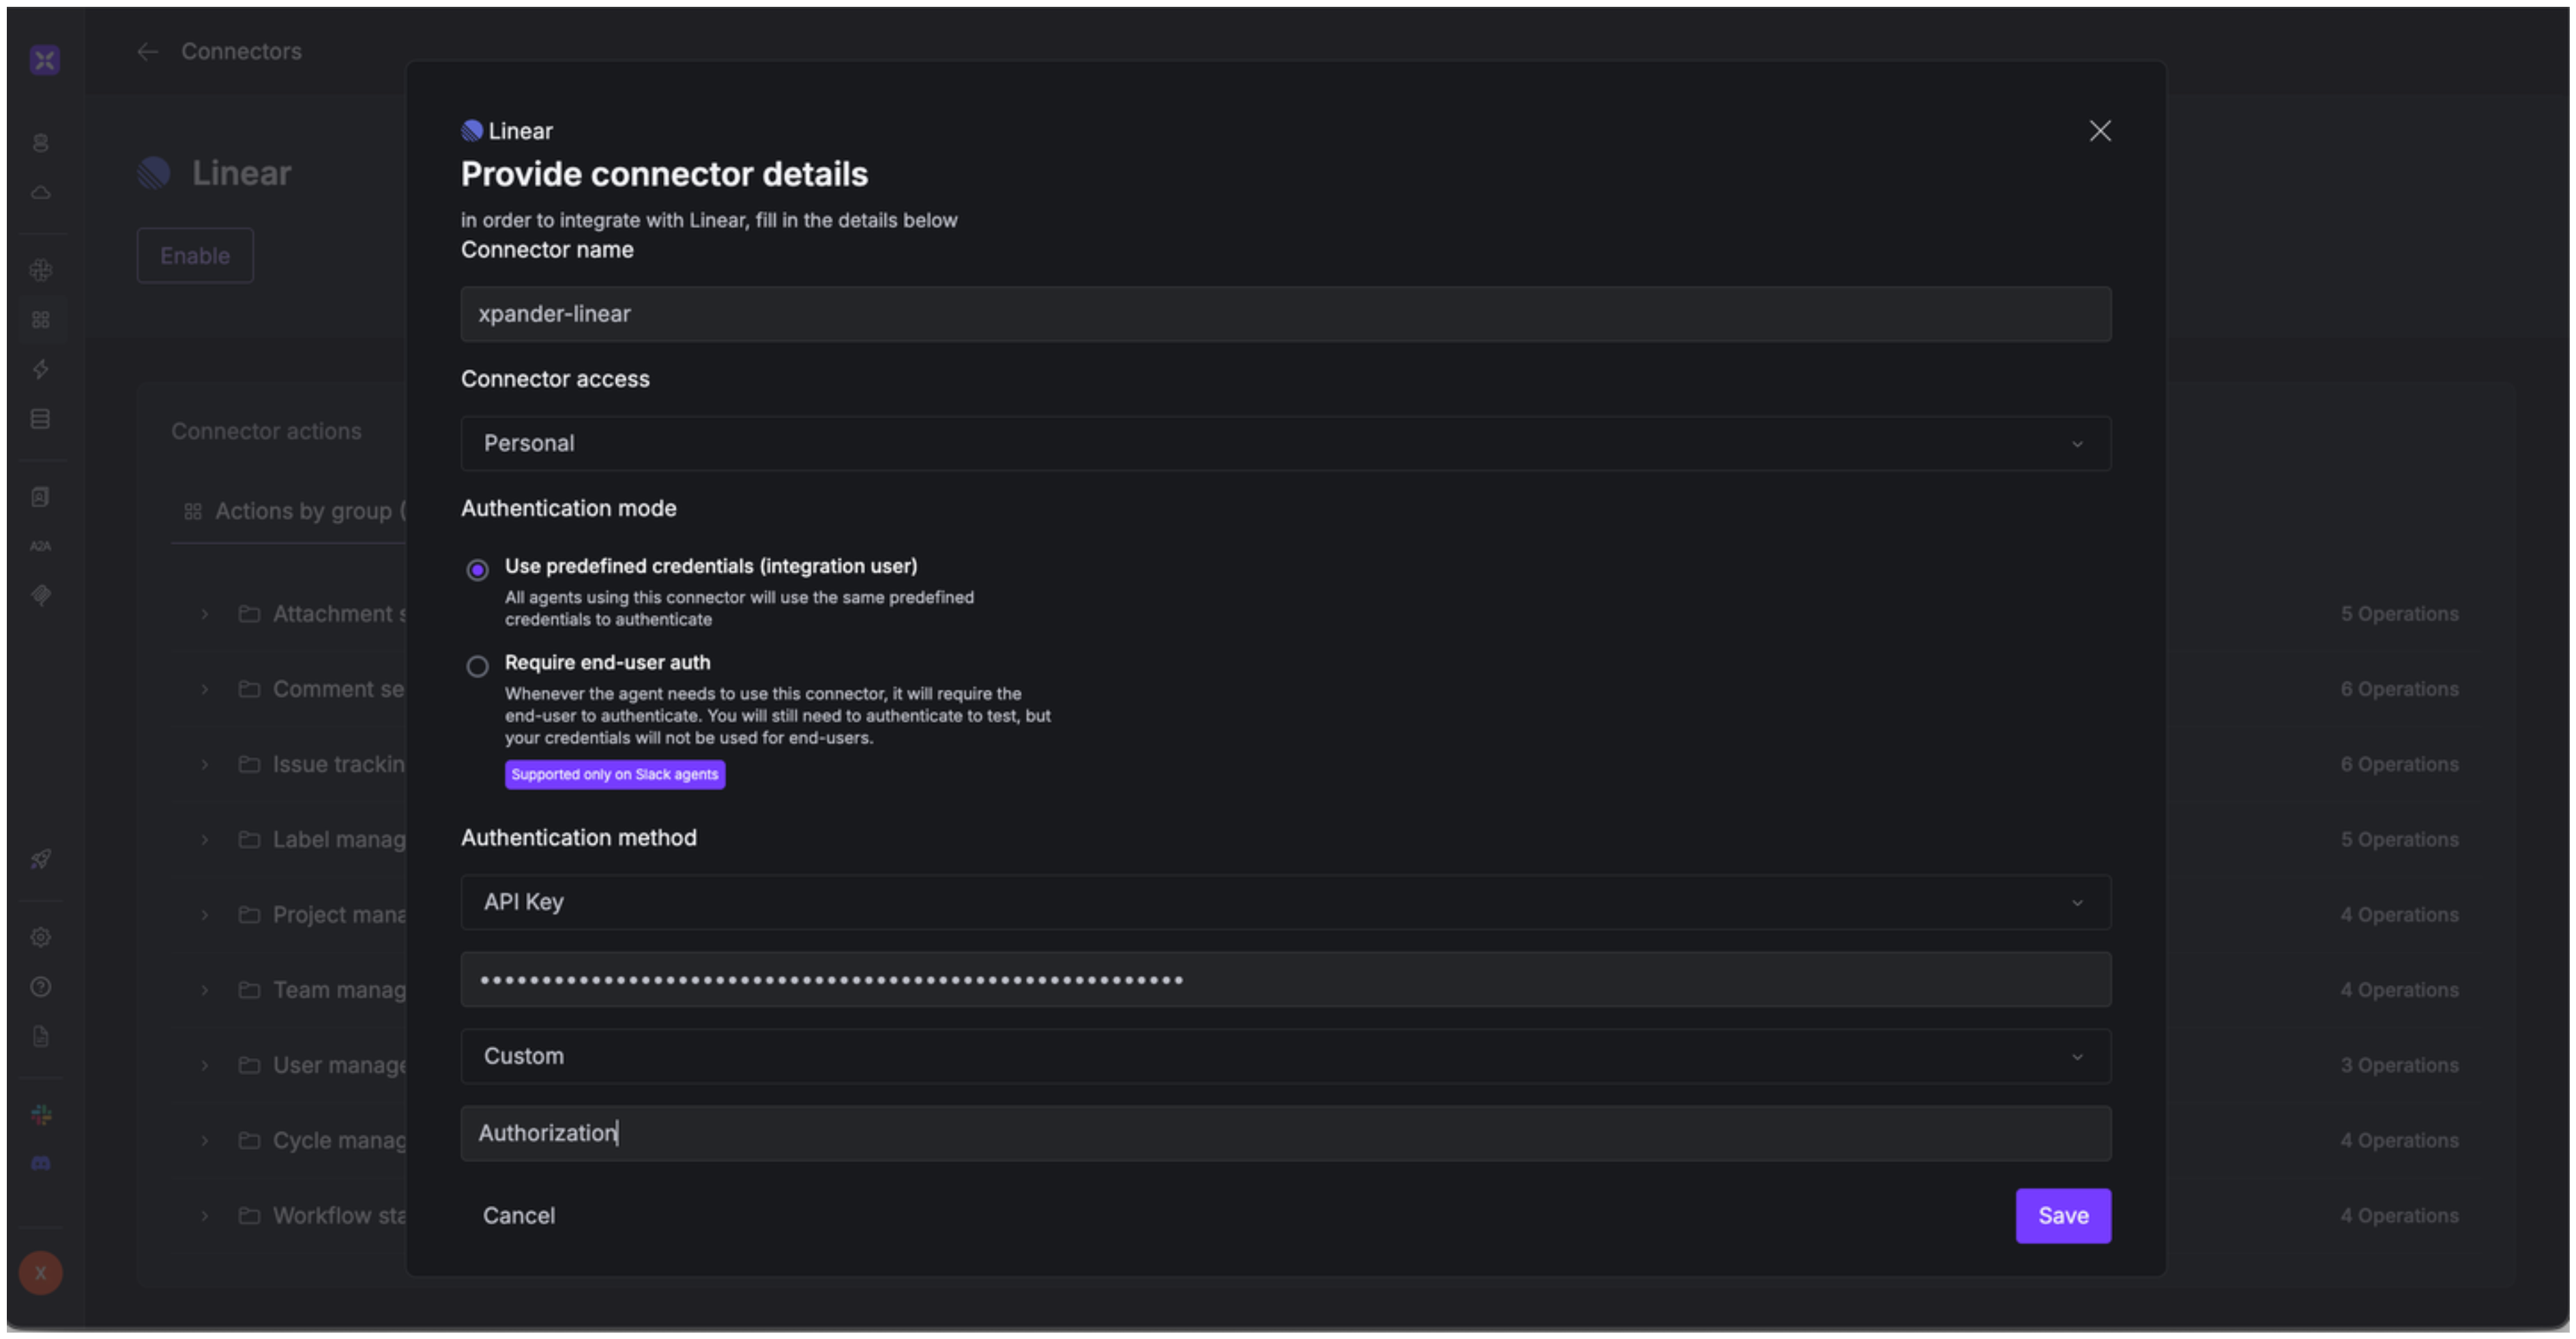 Connectors
Linear
Enable
Connector actions
Actions by group (
Attachment s
5 Operations
Comment se
6 Operations
Issue trackin
6 Operations
Label manag
5 Operations
Project mana
4 Operations
Team manag
4 Operations
User manage
3 Operations
Cycle manag
4 Operations
Workflow sta
4 Operations
A2A
X
Linear
Provide connector details
in order to integrate with Linear, fill in the details below
Connector name
xpander-linear
Connector access
Personal
Authentication mode
Use predefined credentials (integration user)
All agents using this connector will use the same predefined
credentials to authenticate
Require end-user auth
Whenever the agent needs to use this connector, it will require the
end-user to authenticate. You will still need to authenticate to test, but
your credentials will not be used for end-users.
Supported only on Slack agents
Authentication method
API Key
Custom
Authorization
Cancel
Save